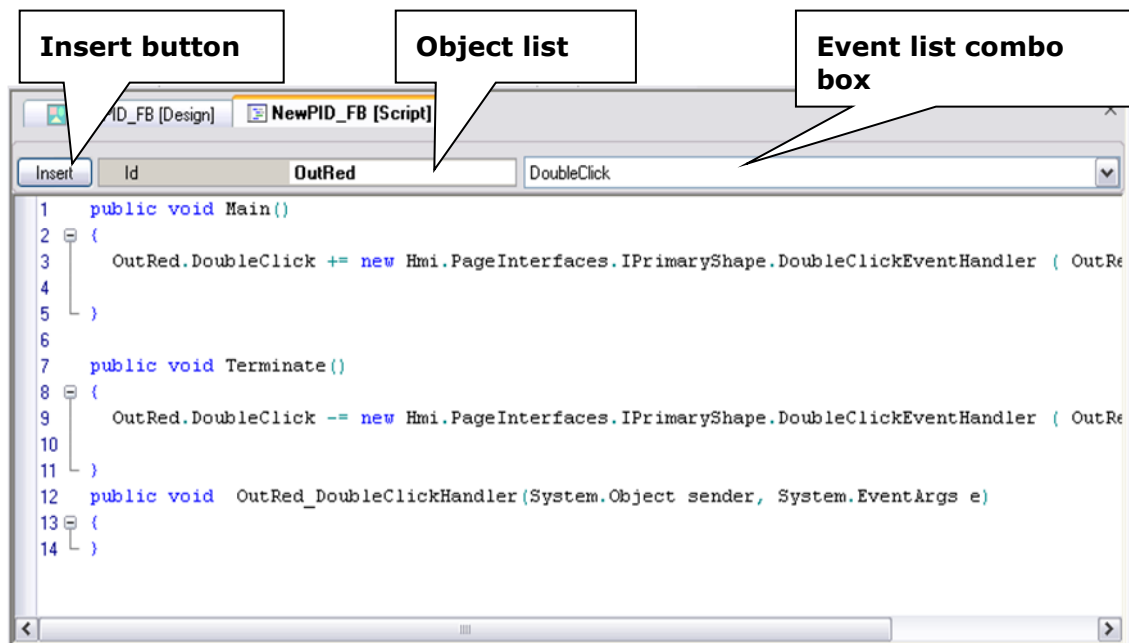 Insert button
Object list
Event list combo
box
PID_FB [Design]
NewPID_FB [Script]
Insert
Id
OutRed
DoubleClick
1 public void Main()
2 {
3 OutRed.DoubleClick += new Hmi.PageInterfaces.IPrimaryShape.DoubleClickEventHandler ( OutRe
4
5 }
6
7 public void Terminate()
8 {
9 OutRed.DoubleClick -= new Hmi.PageInterfaces.IPrimaryShape.DoubleClickEventHandler ( OutRe
10
11 }
12 public void OutRed_DoubleClickHandler(System.Object sender, System.EventArgs e)
13 {
14 }